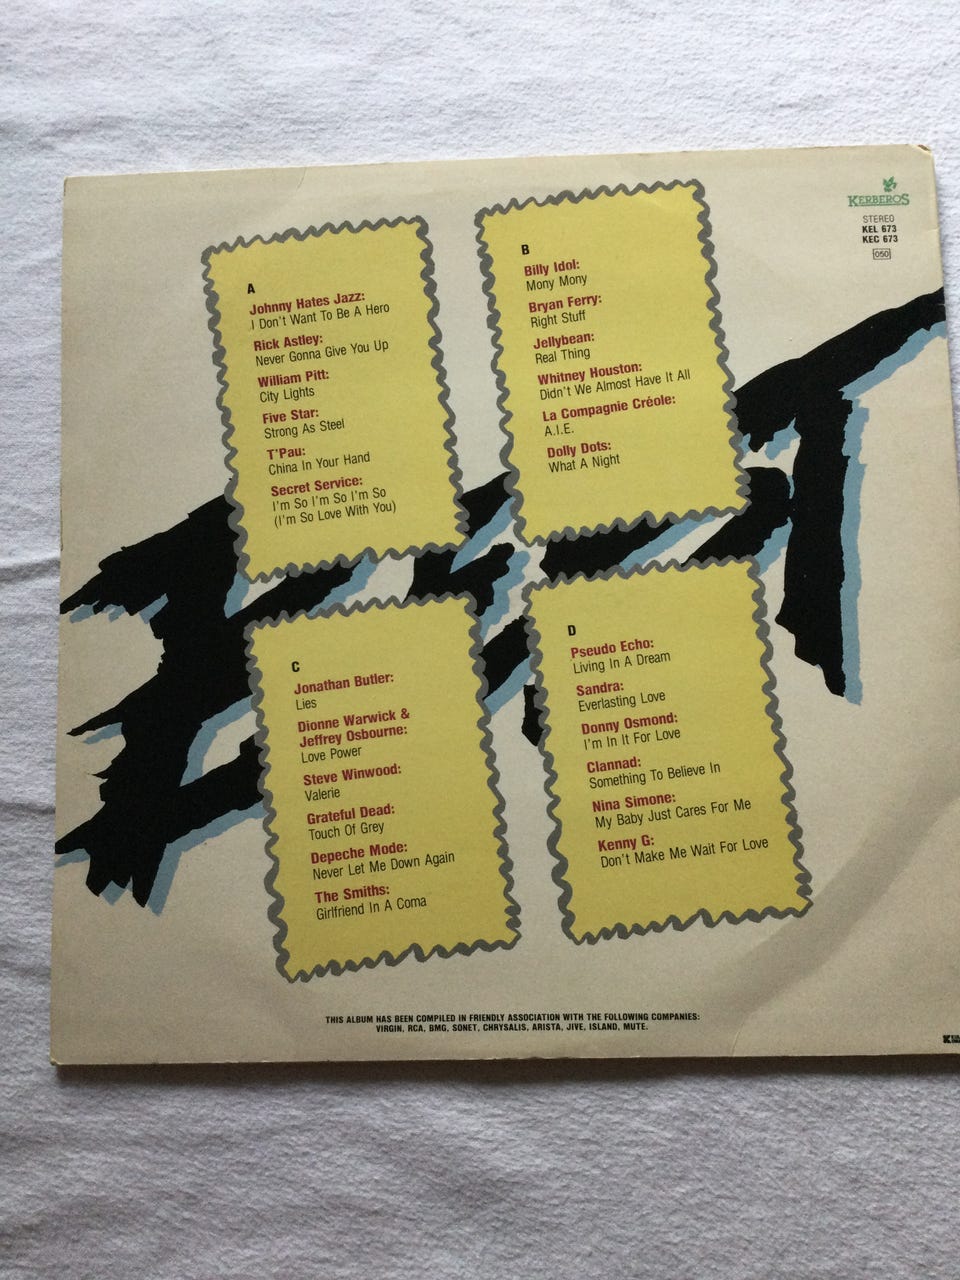 KERBEROS
STEREO
KEL 673
KEC 673
050
A
Johnny Hates Jazz:
I Don't Want To Be A Hero
Rick Astley:
Never Gonna Give You Up
William Pitt:
City Lights
Five Star:
Strong As Steel
T'Pau:
China In Your Hand
Secret Service:
I'm So I'm So I'm So
(I'm So Love With You)
B
Billy Idol:
Mony Mony
Bryan Ferry:
Right Stuff
Jellybean:
Real Thing
Whitney Houston:
Didn't We Almost Have It All
La Compagnie Créole:
A.I.E.
Dolly Dots:
What A Night
C
Jonathan Butler:
Lies
Dionne Warwick &
Jeffrey Osbourne:
Love Power
Steve Winwood:
Valerie
Grateful Dead:
Touch Of Grey
Depeche Mode:
Never Let Me Down Again
The Smiths:
Girlfriend In A Coma
D
Pseudo Echo:
Living In A Dream
Sandra:
Everlasting Love
Donny Osmond:
I'm In It For Love
Clannad:
Something To Believe In
Nina Simone:
My Baby Just Cares For Me
Kenny G:
Don't Make Me Wait For Love
THIS ALBUM HAS BEEN COMPILED IN FRIENDLY ASSOCIATION WITH THE FOLLOWING COMPANIES:
VIRGIN, RCA, BMG, SONET, CHRYSALIS, ARISTA, JIVE, ISLAND, MUTE.